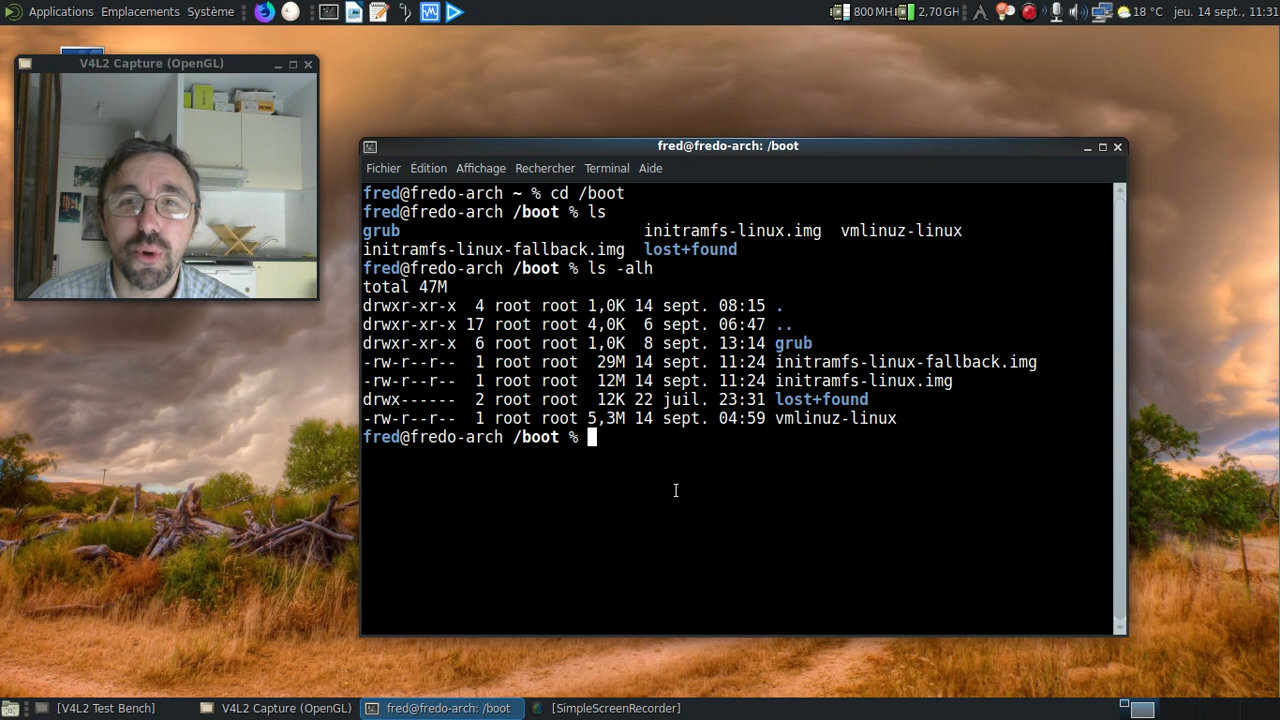 Applications Emplacements Système
800 MH 2,70 GH 18 °C jeu. 14 sept., 11:31
V4L2 Capture (OpenGL)
fred@fredo-arch: /boot
Fichier Édition Affichage Rechercher Terminal Aide
fred@fredo-arch ~ % cd /boot
fred@fredo-arch /boot % ls
grub initramfs-linux.img vmlinuz-linux
initramfs-linux-fallback.img lost+found
fred@fredo-arch /boot % ls -alh
total 47M
drwxr-xr-x 4 root root 1,0K 14 sept. 08:15 .
drwxr-xr-x 17 root root 4,0K 6 sept. 06:47 ..
drwxr-xr-x 6 root root 1,0K 8 sept. 13:14 grub
-rw-r--r-- 1 root root 29M 14 sept. 11:24 initramfs-linux-fallback.img
-rw-r--r-- 1 root root 12M 14 sept. 11:24 initramfs-linux.img
drwx------ 2 root root 12K 22 juil. 23:31 lost+found
-rw-r--r-- 1 root root 5,3M 14 sept. 04:59 vmlinuz-linux
fred@fredo-arch /boot %
[V4L2 Test Bench] V4L2 Capture (OpenGL) fred@fredo-arch: /boot [SimpleScreenRecorder]